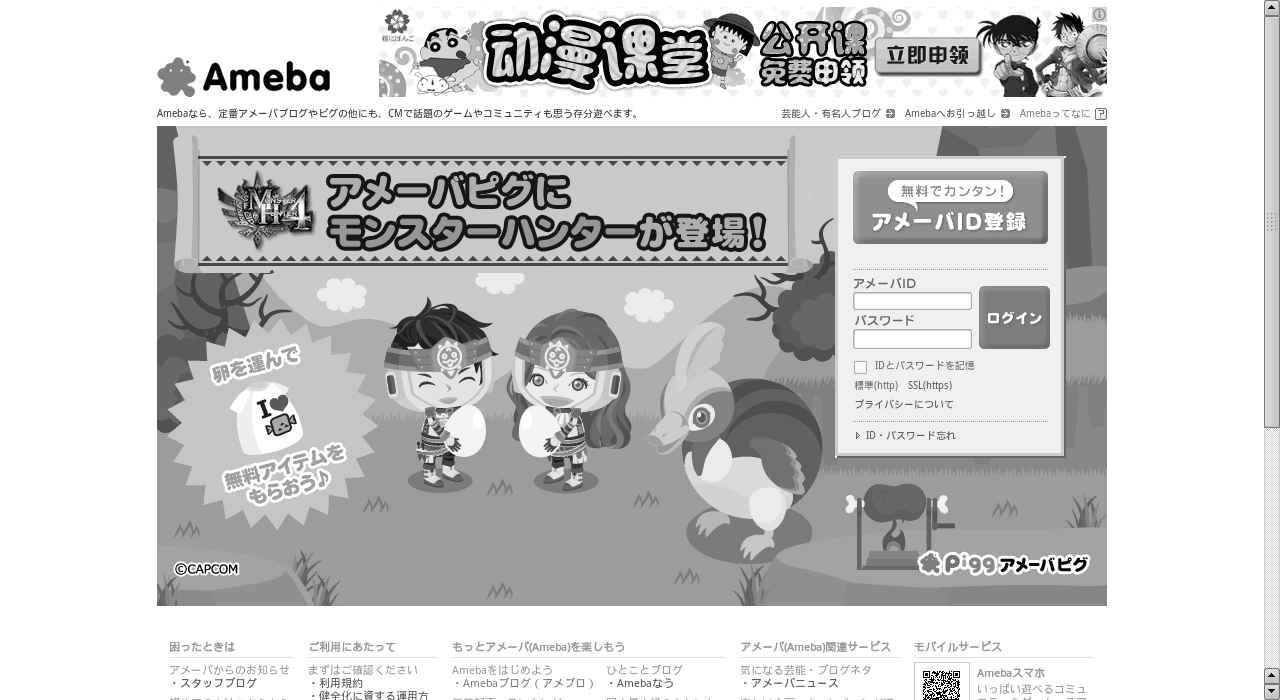 桜にほんご
动漫课堂
公开课
免费申领
立即申领
Ameba
Amebaなら、定番アメーバブログやピグの他にも、CMで話題のゲームやコミュニティも思う存分遊べます。
芸能人・有名人ブログ Amebaへお引っ越し Amebaってなに ?
MONSTER HUNTER 4
アメーバピグに
モンスターハンターが登場！
無料でカンタン！
アメーバID登録
アメーバID
パスワード
ログイン
IDとパスワードを記憶
標準(http) SSL(https)
プライバシーについて
ID・パスワード忘れ
卵を運んで
I
無料アイテムを
もらおう♪
©CAPCOM
Pigg アメーバピグ
困ったときは
アメーバからのお知らせ
・スタッフブログ
ご利用にあたって
まずはご確認ください
・利用規約
・健全化に資する運用方
もっとアメーバ(Ameba)を楽しもう
Amebaをはじめよう
・Amebaブログ ( アメブロ )
ひとことブログ
・Amebaなう
アメーバ(Ameba)関連サービス
気になる芸能・ブログネタ
・アメーバニュース
モバイルサービス
Amebaスマホ
いっぱい遊べるコミュ